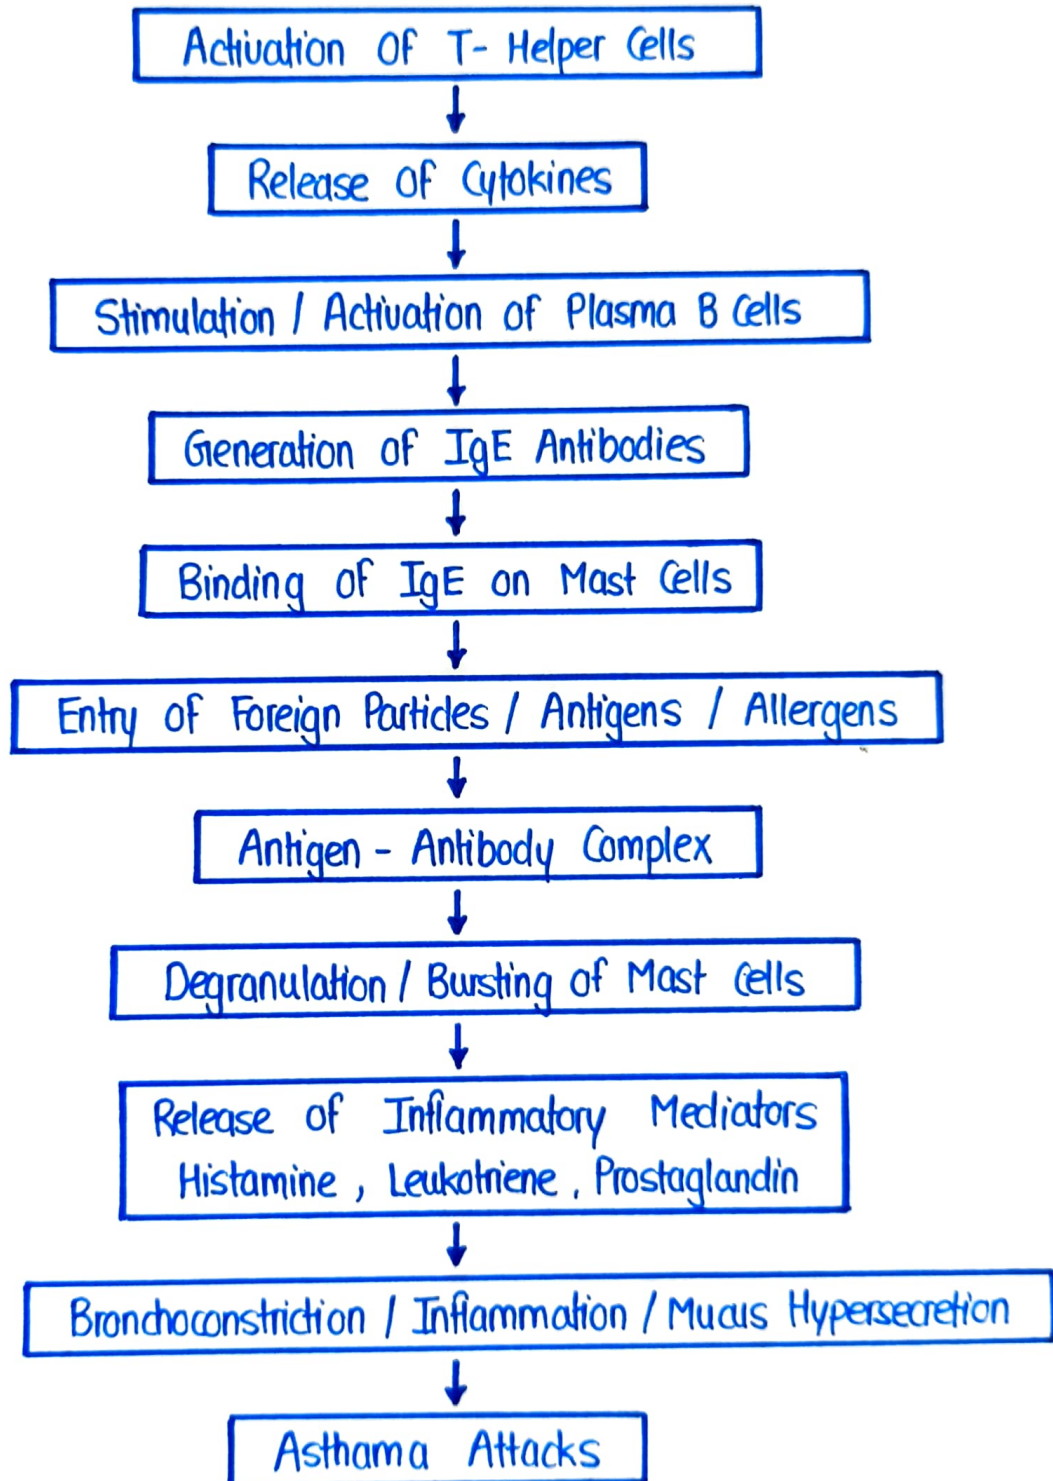 Activation Of T- Helper Cells
Release Of Cytokines
Stimulation / Activation of Plasma B Cells
Generation of IgE Antibodies
Binding of IgE on Mast Cells
Entry of Foreign Particles / Antigens / Allergens
Antigen - Antibody Complex
Degranulation / Bursting of Mast Cells
Release of Inflammatory Mediators
Histamine , Leukotriene , Prostaglandin
Bronchoconstriction / Inflammation / Mucus Hypersecretion
Asthama Attacks